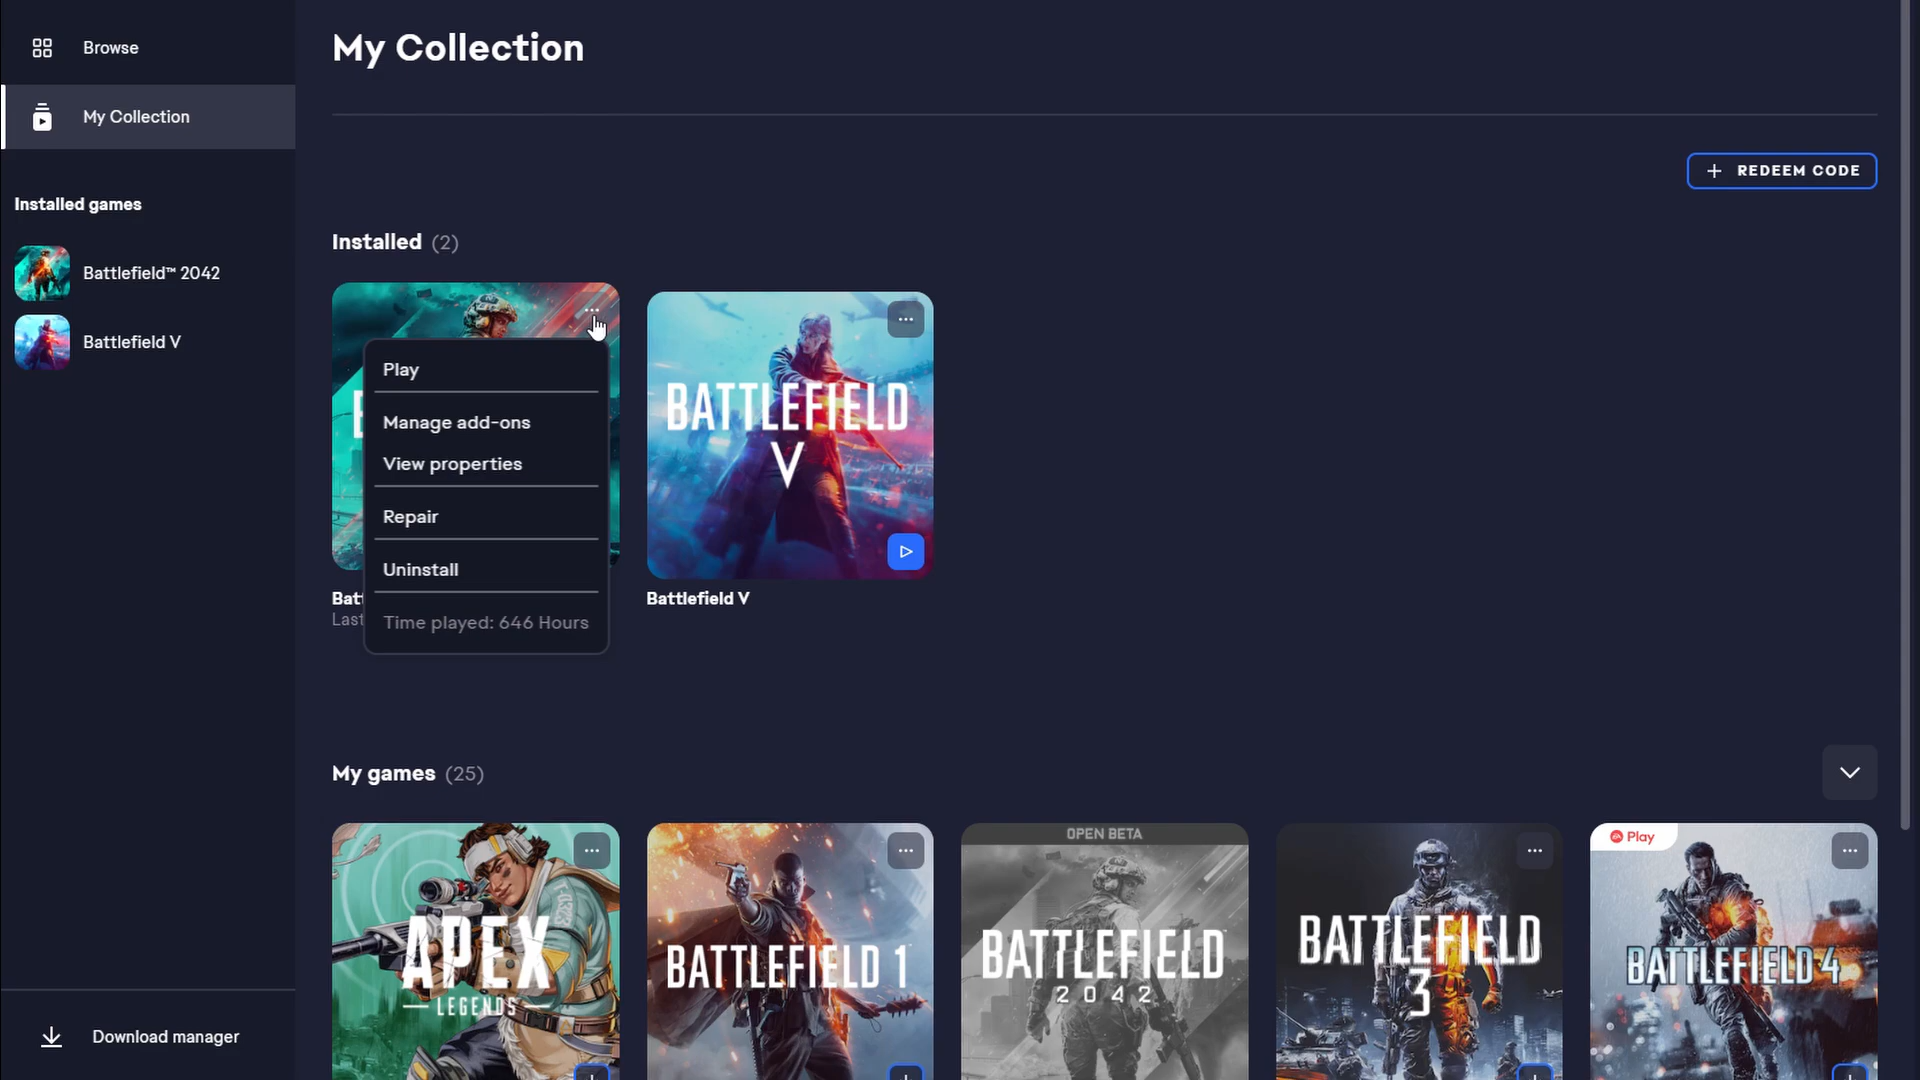 Browse
My Collection
Installed games
Battlefield™ 2042
Battlefield V
Download manager
My Collection
REDEEM CODE
Installed (2)
Play
Manage add-ons
View properties
Repair
Uninstall
Time played: 646 Hours
Bat
Last
BATTLEFIELD
V
Battlefield V
My games (25)
APEX
LEGENDS
BATTLEFIELD 1
OPEN BETA
BATTLEFIELD
2042
BATTLEFIELD
3
Play
BATTLEFIELD 4